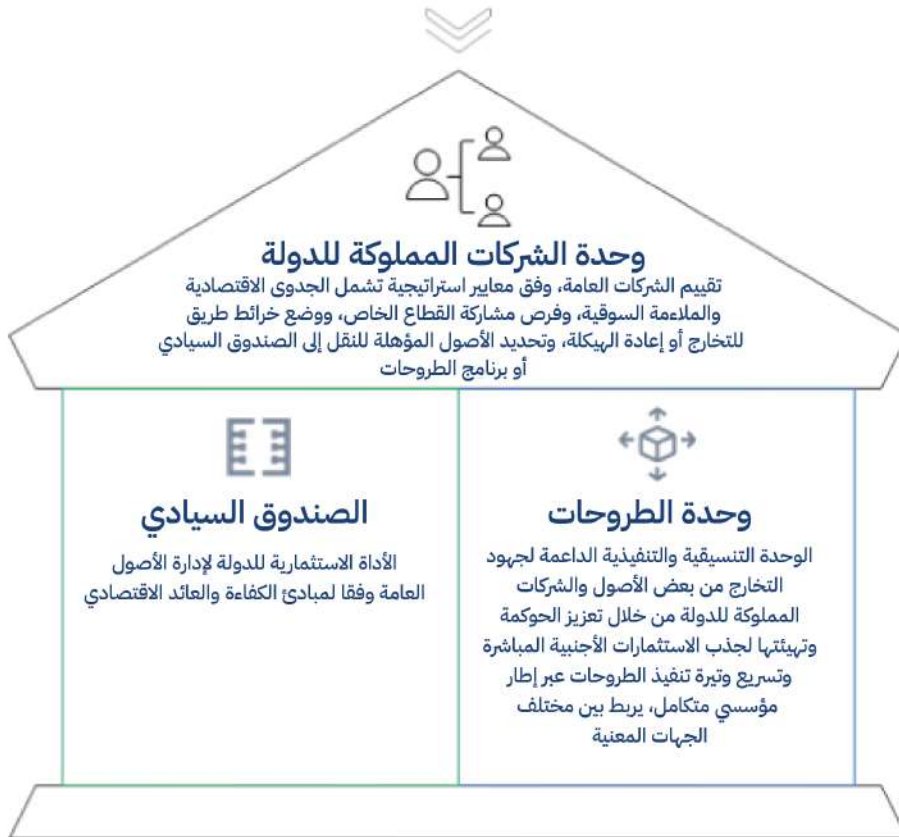 وحدة الشركات المملوكة للدولة
تقييم الشركات العامة، وفق معايير استراتيجية تشمل الجدوى الاقتصادية
والملاءمة السوقية، وفرص مشاركة القطاع الخاص، ووضع خرائط طريق
للتخارج أو إعادة الهيكلة، وتحديد الأصول المؤهلة للنقل إلى الصندوق السيادي
أو برنامج الطروحات
وحدة الطروحات
الوحدة التنسيقية والتنفيذية الداعمة لجهود
التخارج من بعض الأصول والشركات
المملوكة للدولة من خلال تعزيز الحوكمة
وتهيئتها لجذب الاستثمارات الأجنبية المباشرة
وتسريع وتيرة تنفيذ الطروحات عبر إطار
مؤسسي متكامل، يربط بين مختلف
الجهات المعنية
الصندوق السيادي
الأداة الاستثمارية للدولة لإدارة الأصول
العامة وفقا لمبادئ الكفاءة والعائد الاقتصادي